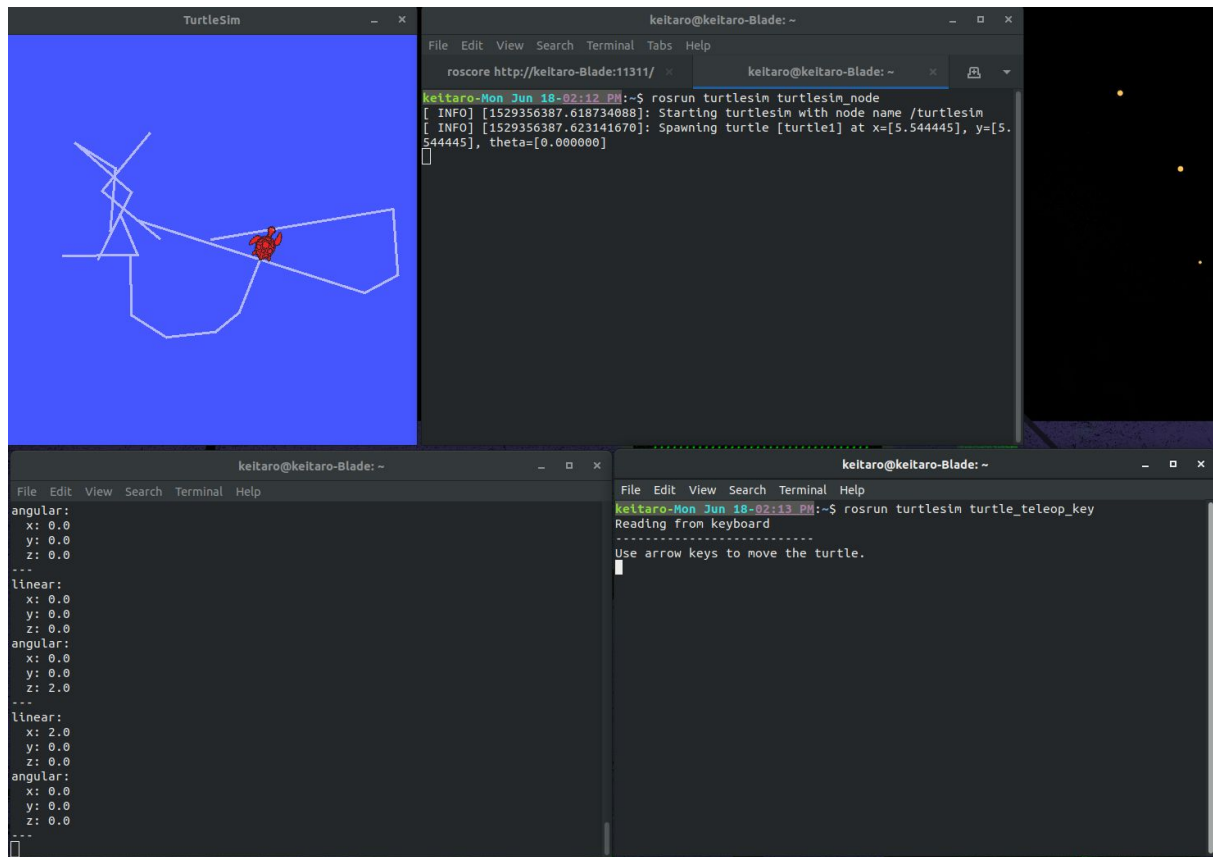 TurtleSim
keitaro@keitaro-Blade: ~
File Edit View Search Terminal Tabs Help
roscore http://keitaro-Blade:11311/
keitaro@keitaro-Blade: ~
keitaro-Mon Jun 18-02:12 PM:~$ rosrun turtlesim turtlesim_node
[ INFO] [1529356387.618734088]: Starting turtlesim with node name /turtlesim
[ INFO] [1529356387.623141670]: Spawning turtle [turtle1] at x=[5.544445], y=[5.
544445], theta=[0.000000]
keitaro@keitaro-Blade: ~
File Edit View Search Terminal Help
angular:
x: 0.0
y: 0.0
z: 0.0
---
linear:
x: 0.0
y: 0.0
z: 0.0
angular:
x: 0.0
y: 0.0
z: 2.0
---
linear:
x: 2.0
y: 0.0
z: 0.0
angular:
x: 0.0
y: 0.0
z: 0.0
---
keitaro@keitaro-Blade: ~
File Edit View Search Terminal Help
keitaro-Mon Jun 18-02:13 PM:~$ rosrun turtlesim turtle_teleop_key
Reading from keyboard
---------------------------
Use arrow keys to move the turtle.